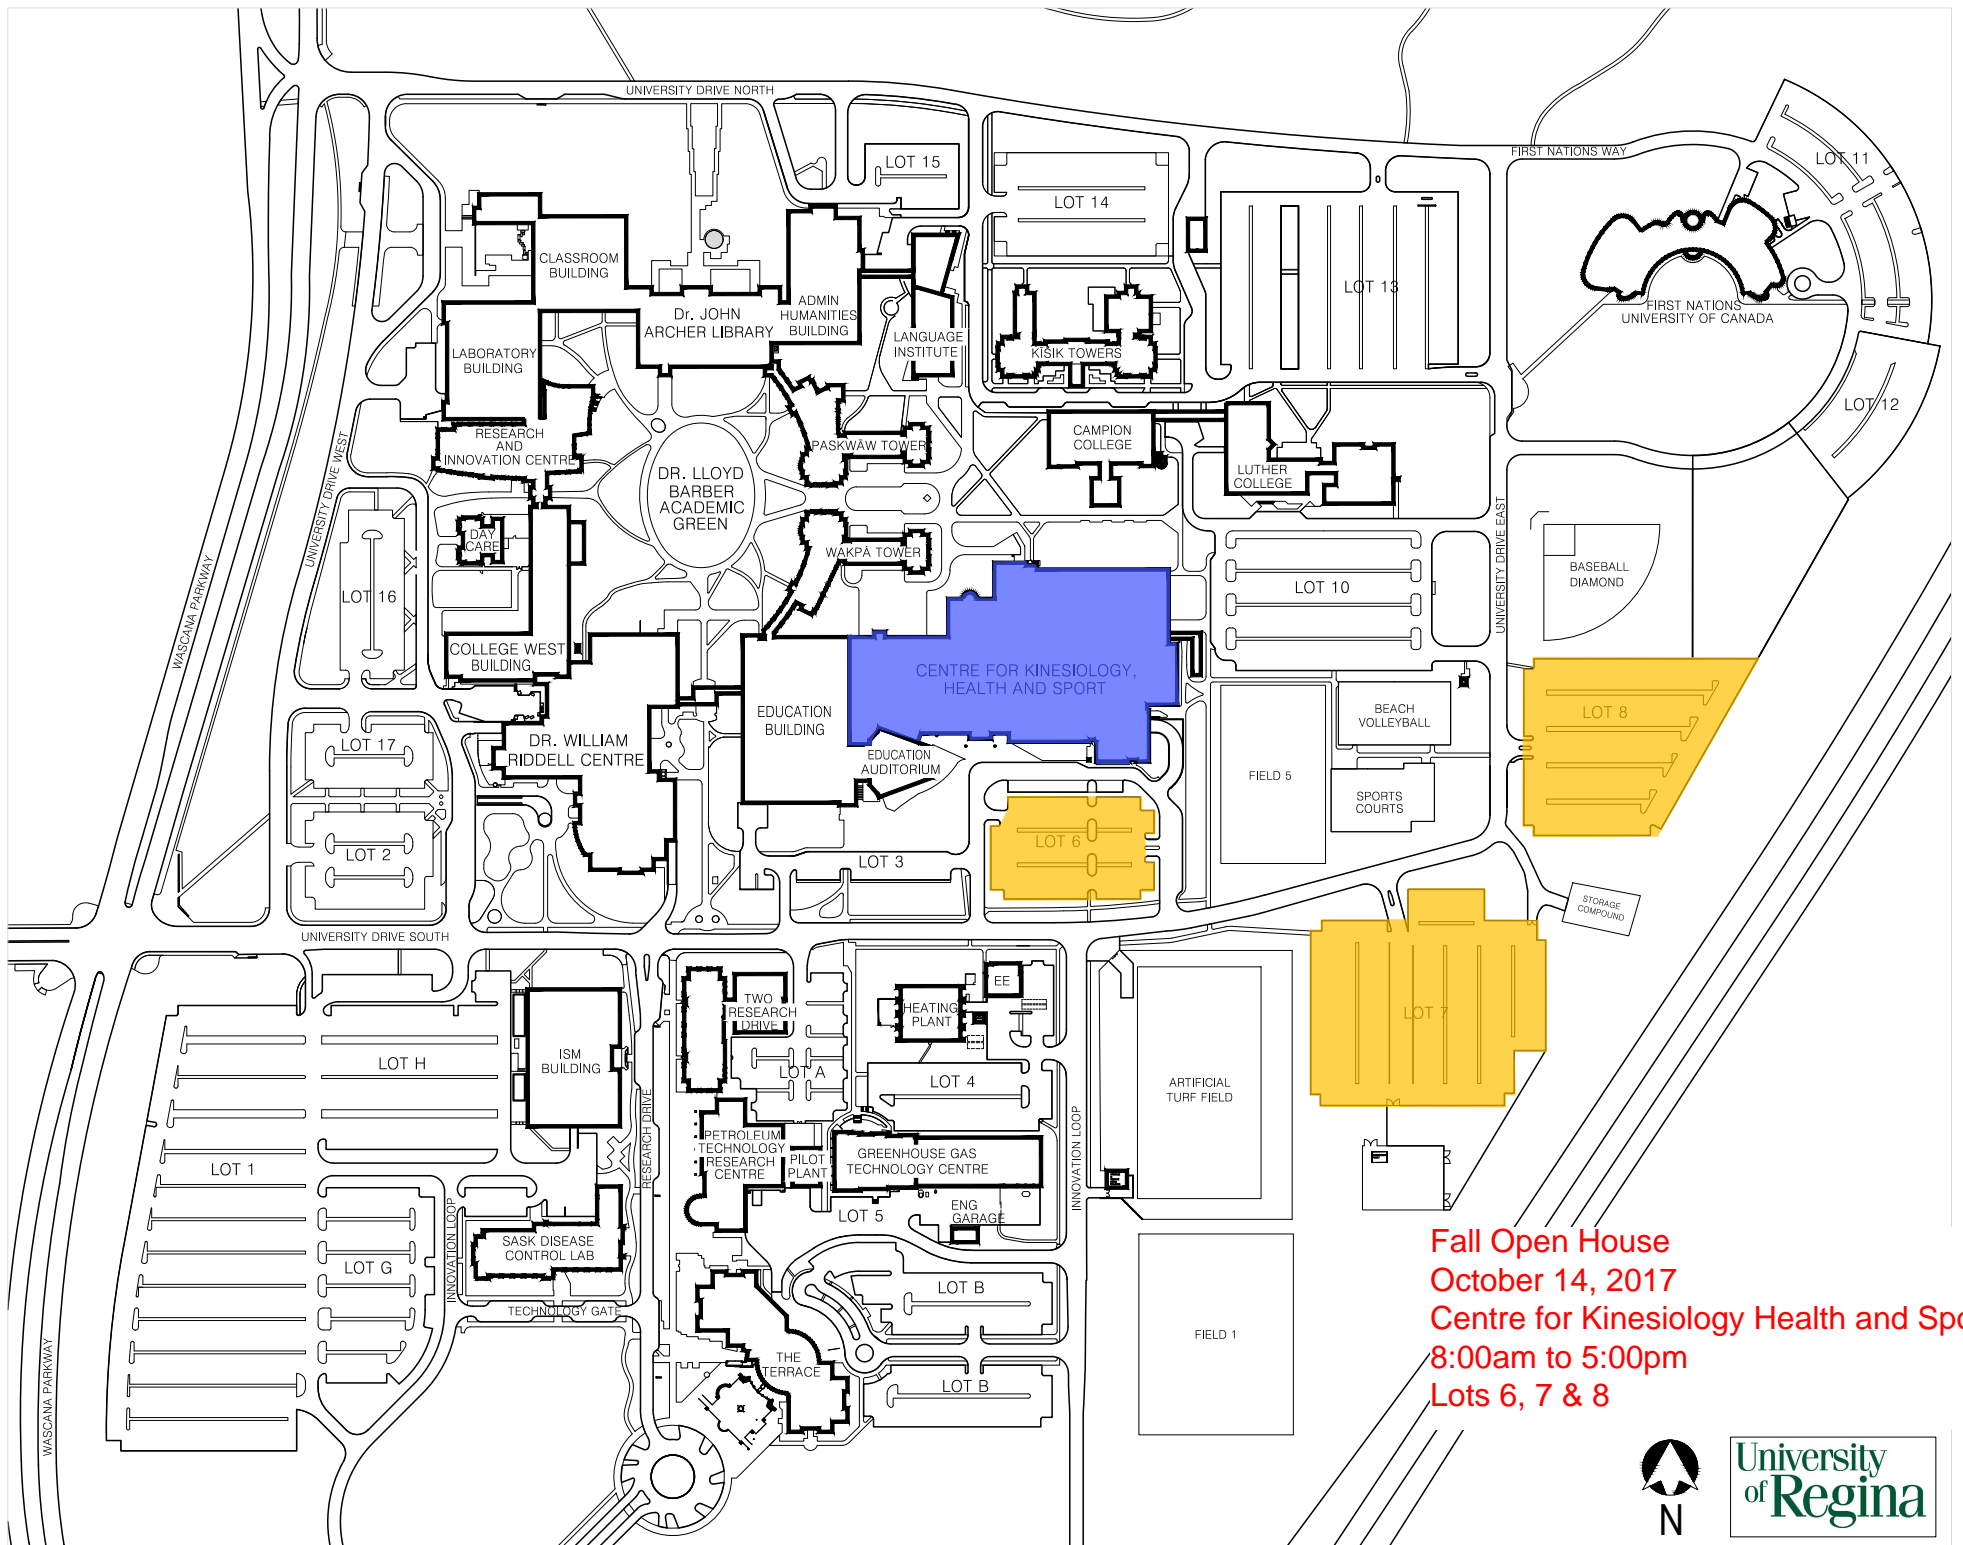 UNIVERSITY DRIVE NORTH
FIRST NATIONS WAY
LOT 11
LOT 15
LOT 14
CLASSROOM
BUILDING
LOT 13
ADMIN
HUMANITIES
BUILDING
Dr. JOHN
ARCHER LIBRARY
FIRST NATIONS
UNIVERSITY OF CANADA
LANGUAGE
INSTITUTE
KĪSIK TOWERS
LABORATORY
BUILDING
LOT 12
RESEARCH
AND
INNOVATION CENTRE
PASKWĀW TOWER
CAMPION
COLLEGE
LUTHER
COLLEGE
DR. LLOYD
BARBER
ACADEMIC
GREEN
UNIVERSITY DRIVE WEST
UNIVERSITY DRIVE EAST
DAY
CARE
WAKPĀ TOWER
BASEBALL
DIAMOND
WASCANA PARKWAY
LOT 16
LOT 10
COLLEGE WEST
BUILDING
CENTRE FOR KINESIOLOGY,
HEALTH AND SPORT
EDUCATION
BUILDING
BEACH
VOLLEYBALL
LOT 8
LOT 17
DR. WILLIAM
RIDDELL CENTRE
EDUCATION
AUDITORIUM
FIELD 5
SPORTS
COURTS
LOT 2
LOT 3
LOT 6
STORAGE
COMPOUND
UNIVERSITY DRIVE SOUTH
TWO
RESEARCH
DRIVE
EE
HEATING
PLANT
LOT 7
LOT H
ISM
BUILDING
LOT A
LOT 4
ARTIFICIAL
TURF FIELD
RESEARCH DRIVE
INNOVATION LOOP
PETROLEUM
TECHNOLOGY
RESEARCH
CENTRE
PILOT
PLANT
GREENHOUSE GAS
TECHNOLOGY CENTRE
LOT 1
LOT 5
ENG
GARAGE
INNOVATION LOOP
SASK DISEASE
CONTROL LAB
LOT G
LOT B
TECHNOLOGY GATE
FIELD 1
THE
TERRACE
LOT B
WASCANA PARKWAY
Fall Open House
October 14, 2017
Centre for Kinesiology Health and Spo
8:00am to 5:00pm
Lots 6, 7 & 8
N
University
of Regina